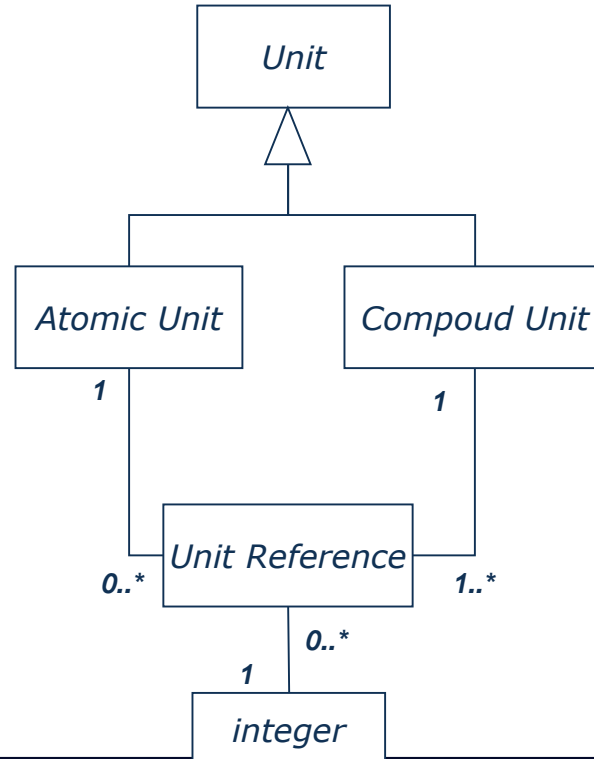 Unit
Atomic Unit
Compoud Unit
1
1
Unit Reference
0..*
1..*
0..*
1
integer